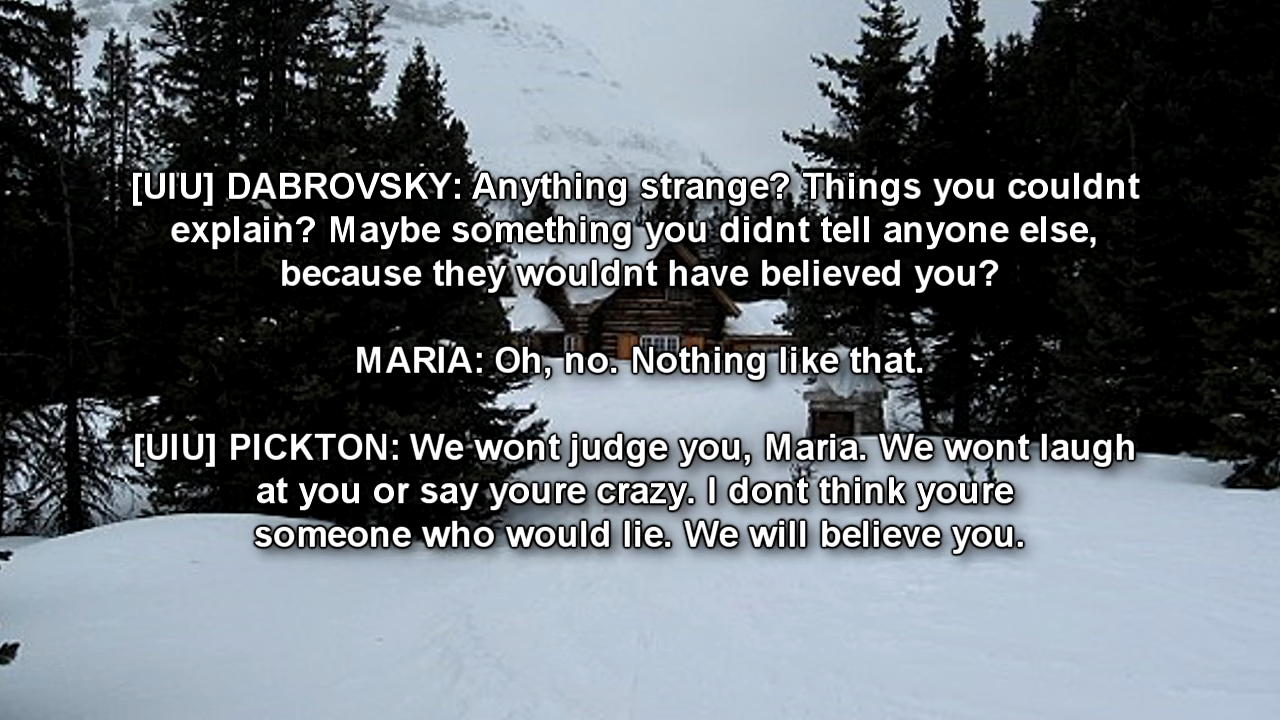 [UIU] DABROVSKY: Anything strange? Things you couldnt
explain? Maybe something you didnt tell anyone else,
because they wouldnt have believed you?
MARIA: Oh, no. Nothing like that.
[UIU] PICKTON: We wont judge you, Maria. We wont laugh
at you or say youre crazy. I dont think youre
someone who would lie. We will believe you.